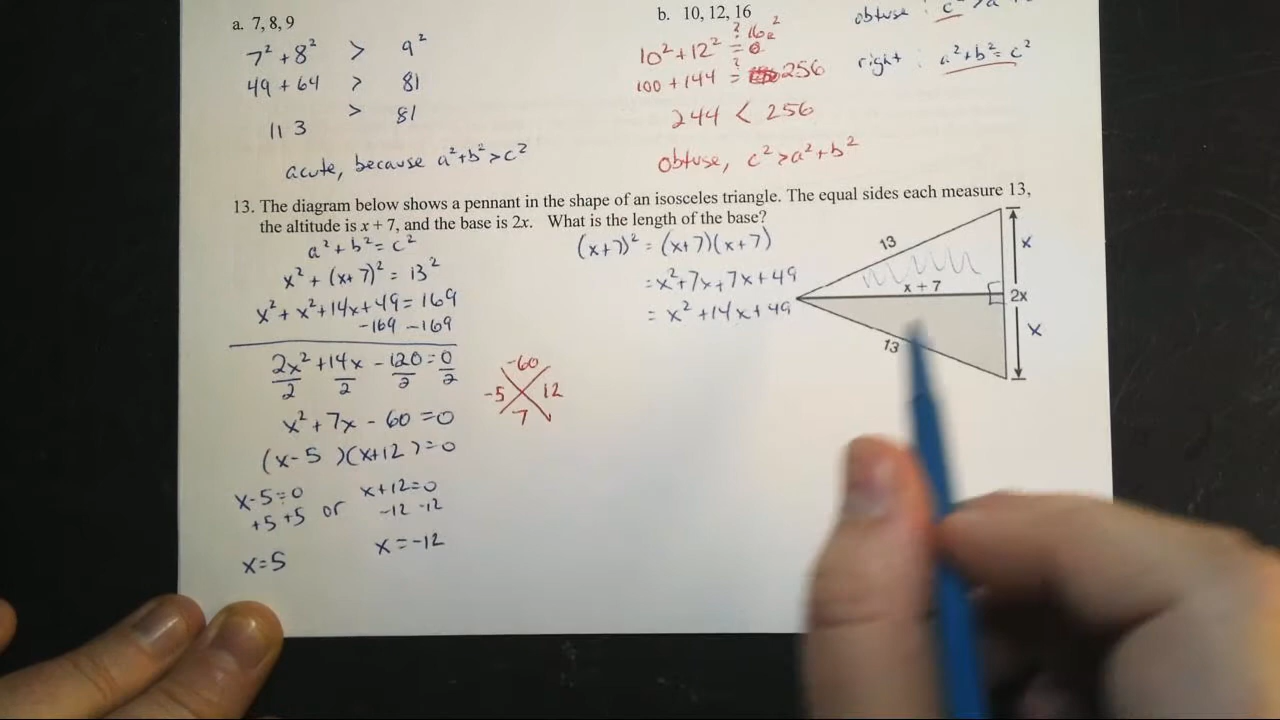 a. 7, 8, 9
7² + 8² > 9²
49 + 64 > 81
113 > 81
acute, because a²+b²>c²
b. 10, 12, 16
10² + 12² ≟ 16²
100 + 144 ≟ 256
244 < 256
obtuse, c²>a²+b²
obtuse : c²
right : a²+b²=c²
13. The diagram below shows a pennant in the shape of an isosceles triangle. The equal sides each measure 13,
the altitude is x + 7, and the base is 2x. What is the length of the base?
a²+b²=c²
x² + (x+7)² = 13²
x² + x² + 14x + 49 = 169
-169 -169
2x² + 14x - 120 = 0
2 2 2 2
x² + 7x - 60 = 0
(x-5)(x+12)=0
x-5=0 or x+12=0
+5 +5 -12 -12
x=5 x=-12
-60
-5 12
7
(x+7)² = (x+7)(x+7)
= x²+7x+7x+49
= x²+14x+49
13
x
x + 7
2x
13
x